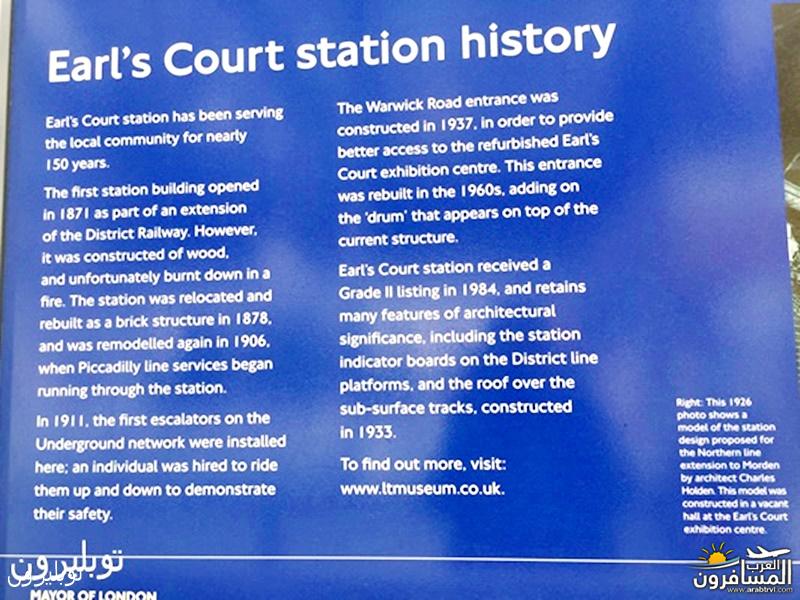 Earl's Court station history
Earl's Court station has been serving
the local community for nearly
150 years.
The first station building opened
in 1871 as part of an extension
of the District Railway. However,
it was constructed of wood,
and unfortunately burnt down in a
fire. The station was relocated and
rebuilt as a brick structure in 1878,
and was remodelled again in 1906,
when Piccadilly line services began
running through the station.
In 1911, the first escalators on the
Underground network were installed
here; an individual was hired to ride
them up and down to demonstrate
their safety.
The Warwick Road entrance was
constructed in 1937, in order to provide
better access to the refurbished Earl's
Court exhibition centre. This entrance
was rebuilt in the 1960s, adding on
the 'drum' that appears on top of the
current structure.
Earl's Court station received a
Grade II listing in 1984, and retains
many features of architectural
significance, including the station
indicator boards on the District line
platforms, and the roof over the
sub-surface tracks, constructed
in 1933.
To find out more, visit:
www.ltmuseum.co.uk.
Right: This 1926
photo shows a
model of the station
design proposed for
the Northern line
extension to Morden
by architect Charles
Holden. This model was
constructed in a vacant
hall at the Earl's Court
exhibition centre.
توبليرون
توبليرون
MAYOR OF LONDON
العرب
المسافرون
www.arabtrvl.com